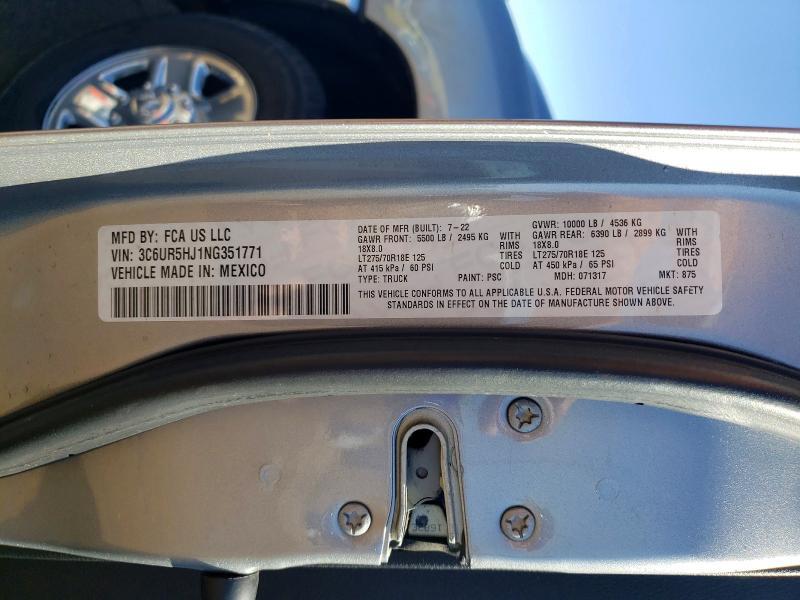 MFD BY: FCA US LLC
VIN: 3C6UR5HJ1NG351771
VEHICLE MADE IN: MEXICO
DATE OF MFR (BUILT): 7-22 GVWR: 10000 LB / 4536 KG
GAWR FRONT: 5500 LB / 2495 KG WITH GAWR REAR: 6390 LB / 2899 KG WITH
18X8.0 RIMS 18X8.0 RIMS
LT275/70R18E 125 TIRES LT275/70R18E 125 TIRES
AT 415 kPa / 60 PSI COLD AT 450 kPa / 65 PSI COLD
TYPE: TRUCK PAINT: PSC MDH: 071317 MKT: 875
THIS VEHICLE CONFORMS TO ALL APPLICABLE U.S.A. FEDERAL MOTOR VEHICLE SAFETY
STANDARDS IN EFFECT ON THE DATE OF MANUFACTURE SHOWN ABOVE.